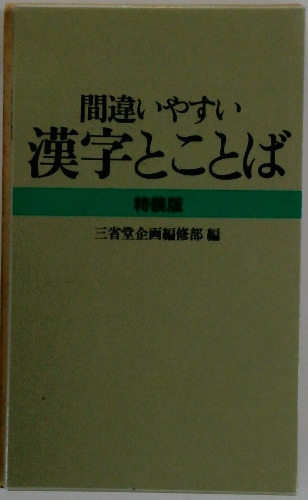 間違いやすい
漢字とことば
特装版
三省堂企画編修部 編